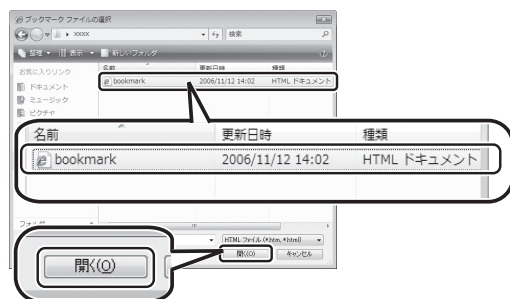 ブックマーク ファイルの選択
xxxx
検索
整理 表示 新しいフォルダ
お気に入りリンク
名前 更新日時 種類
ドキュメント
bookmark 2006/11/12 14:02 HTML ドキュメント
ミュージック
ピクチャ
名前 更新日時 種類
bookmark 2006/11/12 14:02 HTML ドキュメント
フォルダ
HTML ファイル (*.htm, *.html)
開く(O) キャンセル
開く(O)